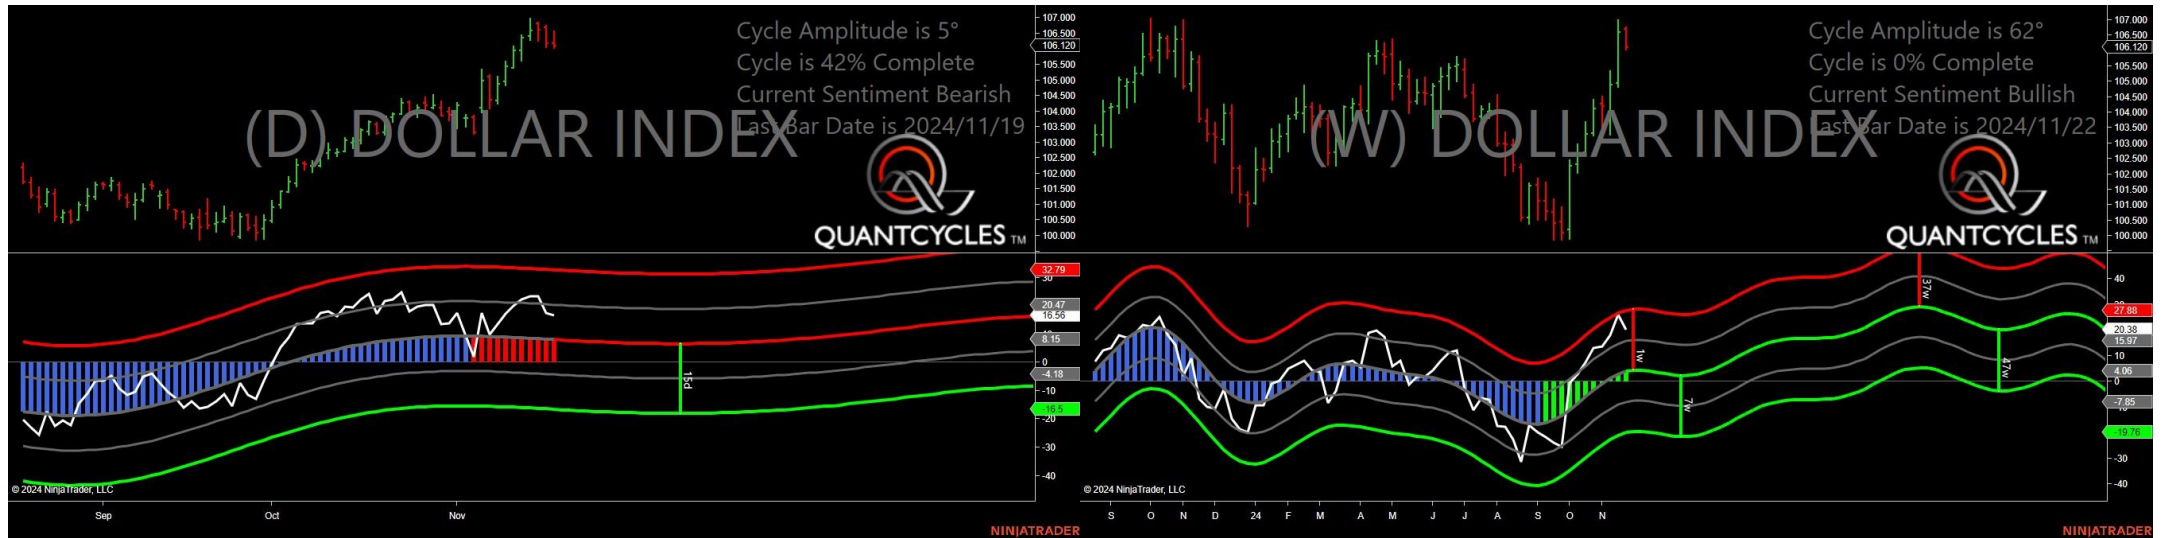 Cycle Amplitude is 5°
Cycle is 42% Complete
Current Sentiment Bearish
Last Bar Date is 2024/11/19
(D) DOLLAR INDEX
QUANTCYCLES TM
107.000
106.500
106.120
105.500
105.000
104.500
104.000
103.500
103.000
102.500
102.000
101.500
101.000
100.500
100.000
32.79
30
20.47
16.56
8.15
0
-4.18
-10
-16.5
-20
-30
-40
15d
© 2024 NinjaTrader, LLC
Sep Oct Nov
NINJATRADER
Cycle Amplitude is 62°
Cycle is 0% Complete
Current Sentiment Bullish
Last Bar Date is 2024/11/22
(W) DOLLAR INDEX
QUANTCYCLES TM
107.000
106.500
106.120
105.500
105.000
104.500
104.000
103.500
103.000
102.500
102.000
101.500
101.000
100.500
100.000
40
27.88
20.38
15.97
10
4.06
0
-7.85
-19.76
-30
-40
1w
7w
37w
47w
© 2024 NinjaTrader, LLC
S O N D 24 F M A M J J A S O N
NINJATRADER